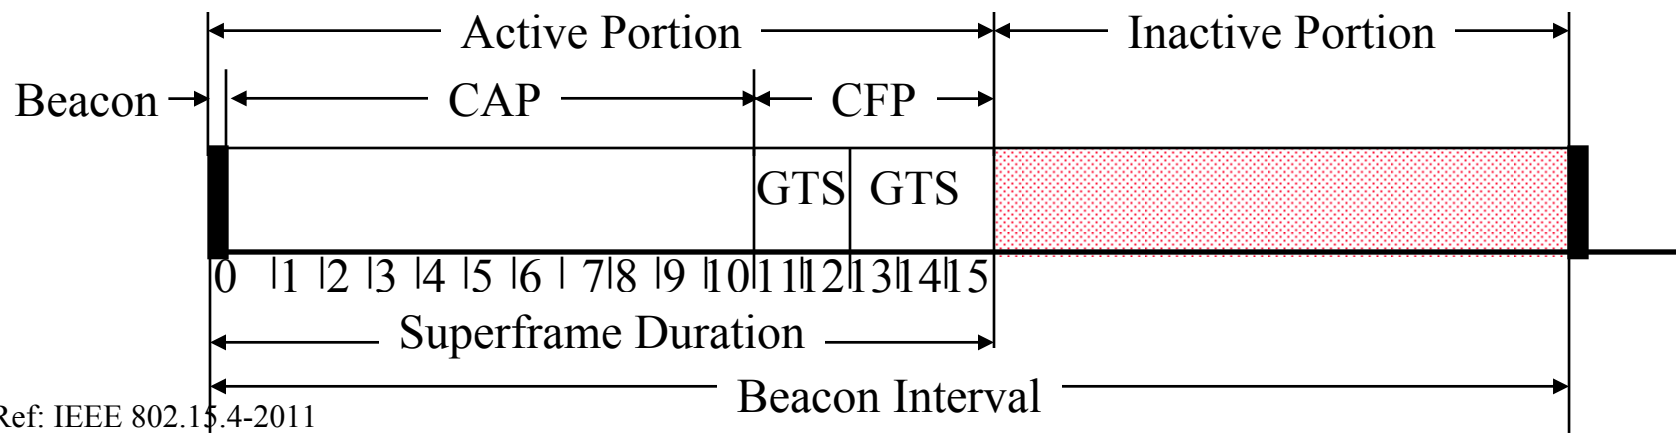 Active Portion Inactive Portion
Beacon CAP CFP
GTS GTS
0 1 2 3 4 5 6 7 8 9 10 11 12 13 14 15
Superframe Duration
Beacon Interval
Ref: IEEE 802.15.4-2011